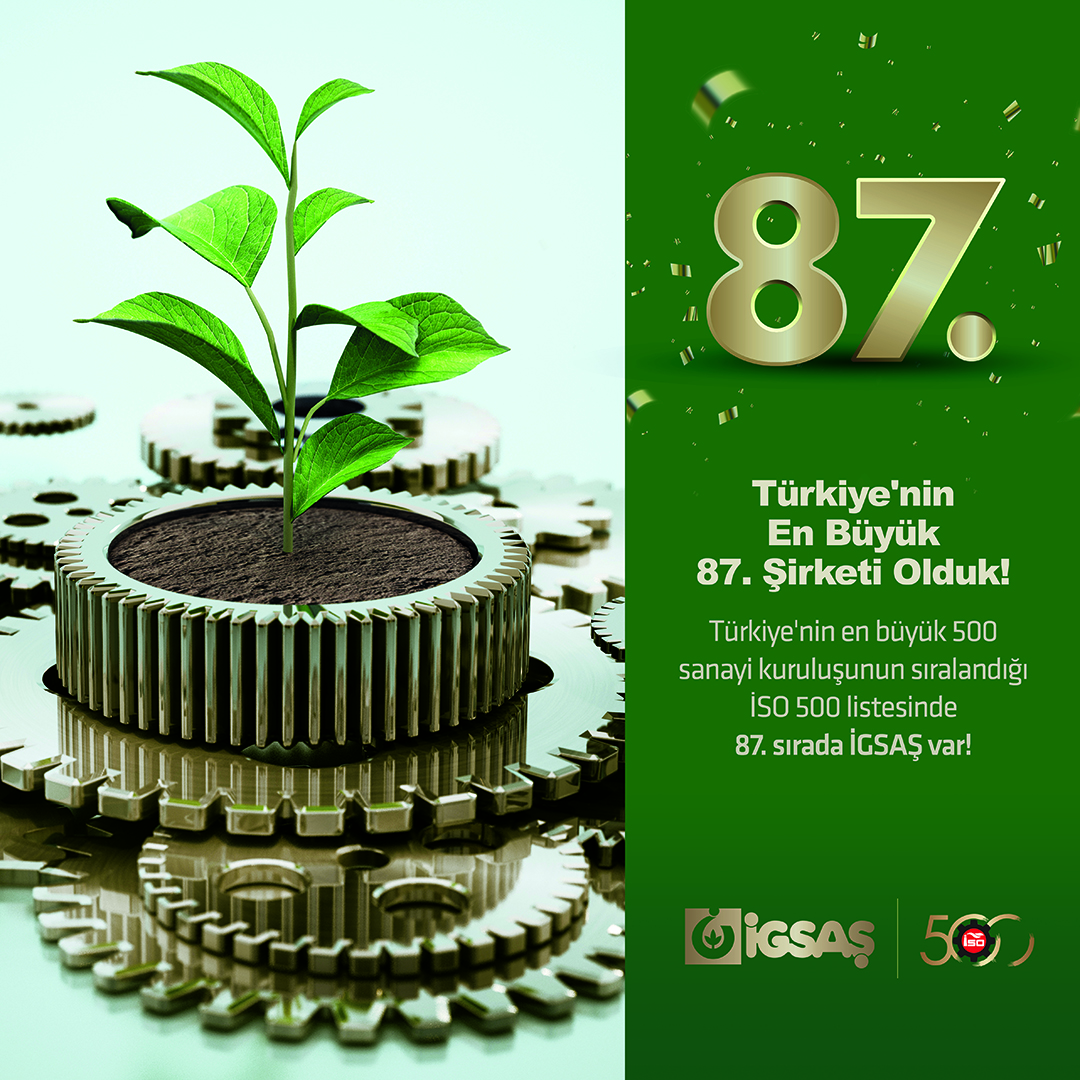 87.
Türkiye'nin
En Büyük
87. Şirketi Olduk!
Türkiye'nin en büyük 500
sanayi kuruluşunun sıralandığı
İSO 500 listesinde
87. sırada İGSAŞ var!
İGSAŞ
500
İSO